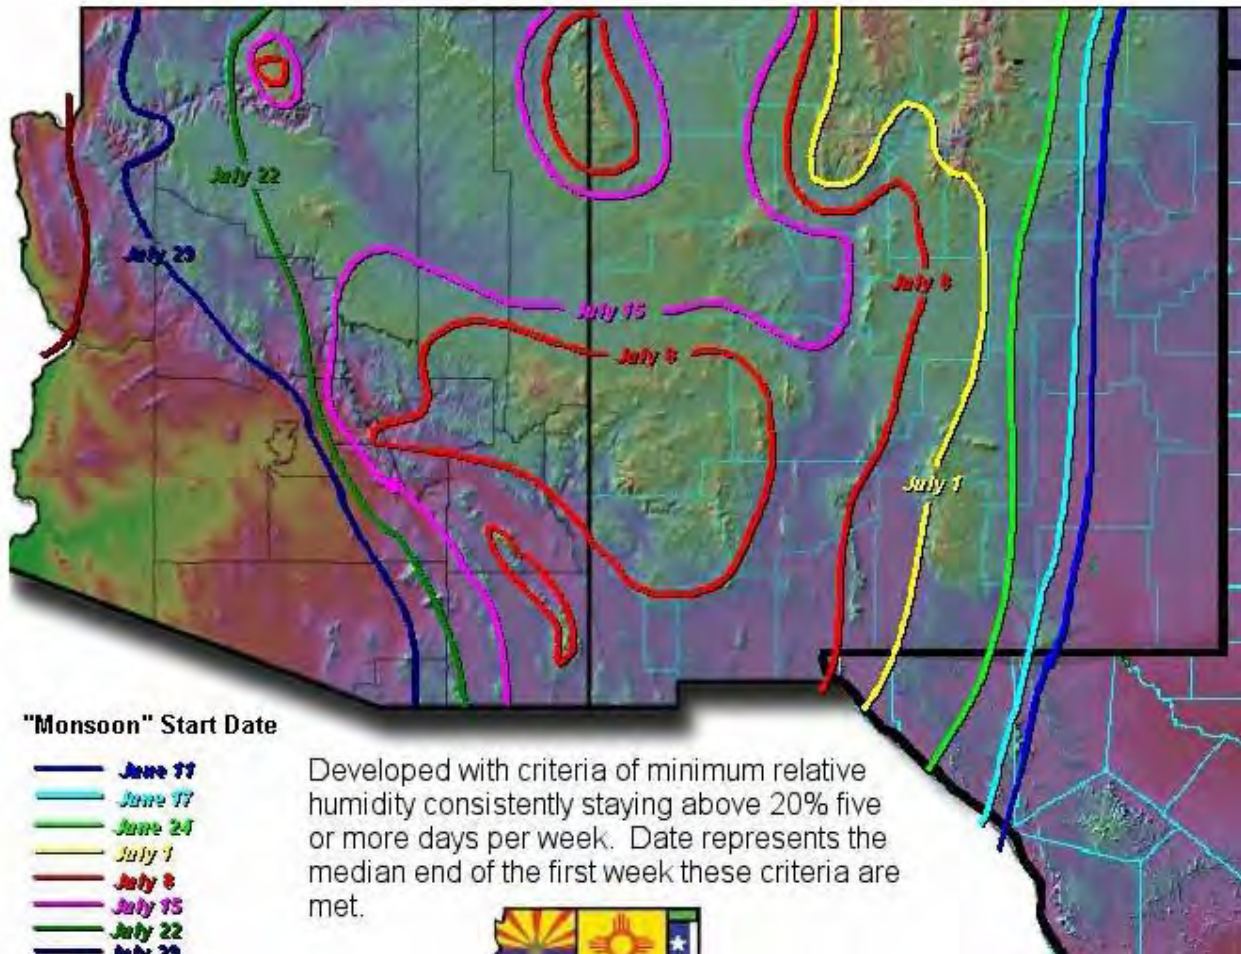 July 22
July 29
July 15
July 8
July 8
July 1
"Monsoon" Start Date
June 11
June 17
June 24
July 1
July 8
July 15
July 22
July 29
Developed with criteria of minimum relative
humidity consistently staying above 20% five
or more days per week. Date represents the
median end of the first week these criteria are
met.